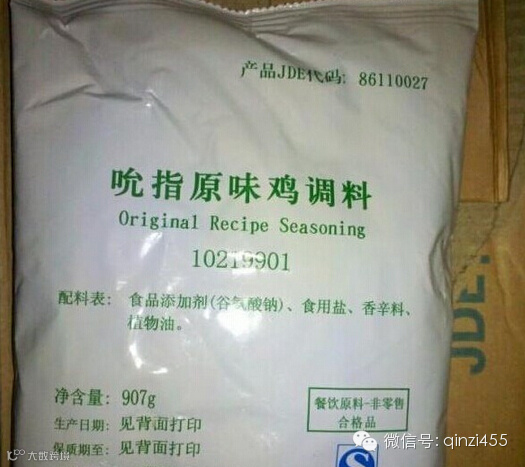 产品JDE代码: 86110027
吮指原味鸡调料
Original Recipe Seasoning
10219901
配料表: 食品添加剂(谷氨酸钠)、食用盐、香辛料、
植物油。
净含量: 907g
生产日期: 见背面打印
保质期至: 见背面打印
餐饮原料-非零售
合格品
JDE
微信号: qinzi455
大数跨境